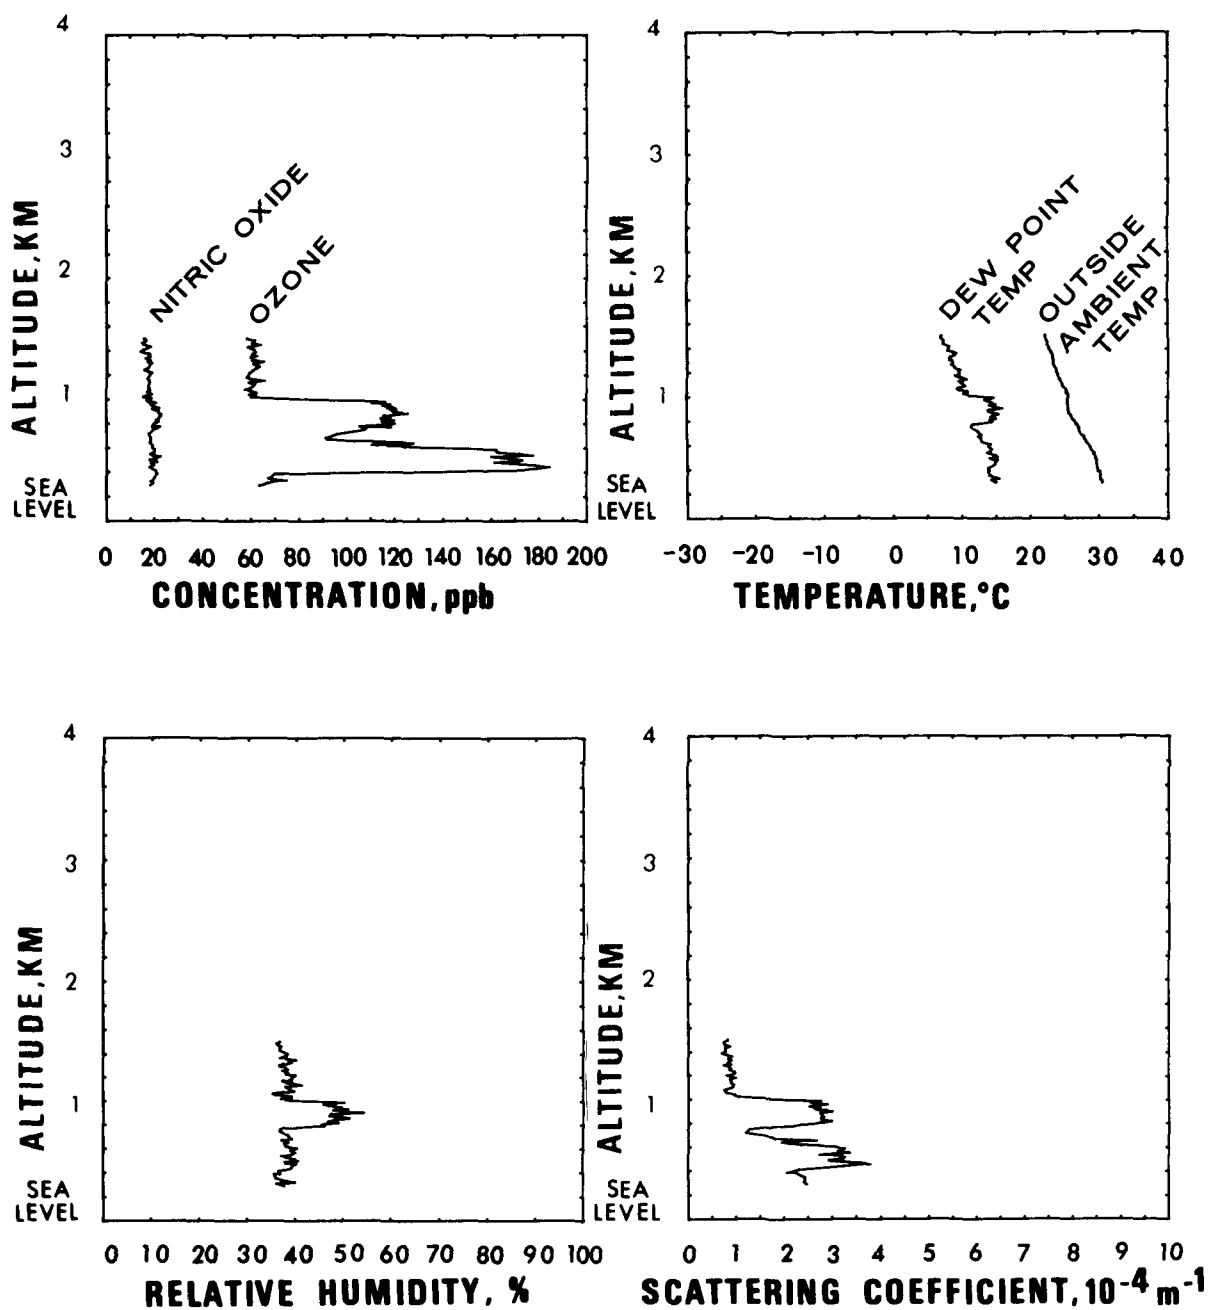 4
3
2
1
SEA
LEVEL
ALTITUDE, KM
NITRIC OXIDE
OZONE
0 20 40 60 80 100 120 140 160 180 200
CONCENTRATION, ppb
4
3
2
1
SEA
LEVEL
ALTITUDE, KM
DEW POINT
TEMP
OUTSIDE
AMBIENT
TEMP
-30 -20 -10 0 10 20 30 40
TEMPERATURE, °C
4
3
2
1
SEA
LEVEL
ALTITUDE, KM
0 10 20 30 40 50 60 70 80 90 100
RELATIVE HUMIDITY, %
4
3
2
1
SEA
LEVEL
ALTITUDE, KM
0 1 2 3 4 5 6 7 8 9 10
SCATTERING COEFFICIENT, 10⁻⁴ m⁻¹